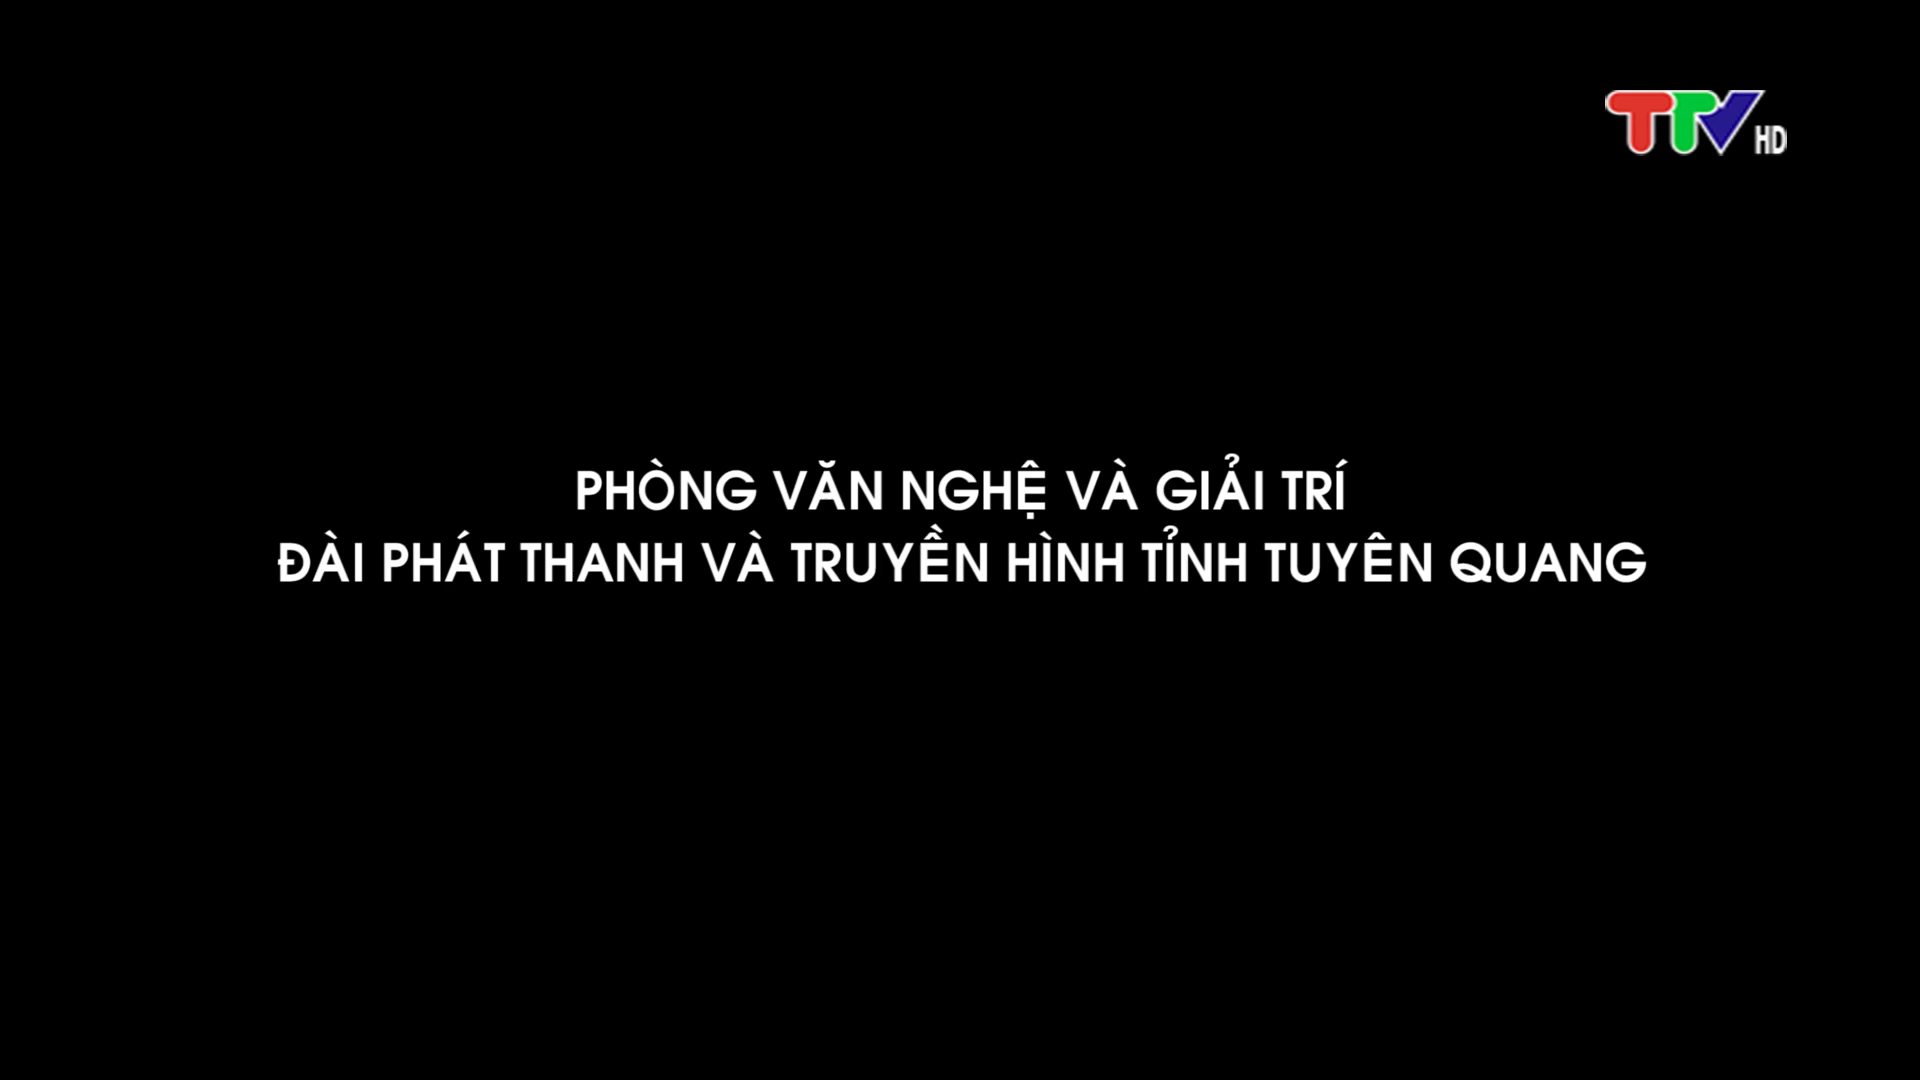 TTV HD
PHÒNG VĂN NGHỆ VÀ GIẢI TRÍ
ĐÀI PHÁT THANH VÀ TRUYỀN HÌNH TỈNH TUYÊN QUANG